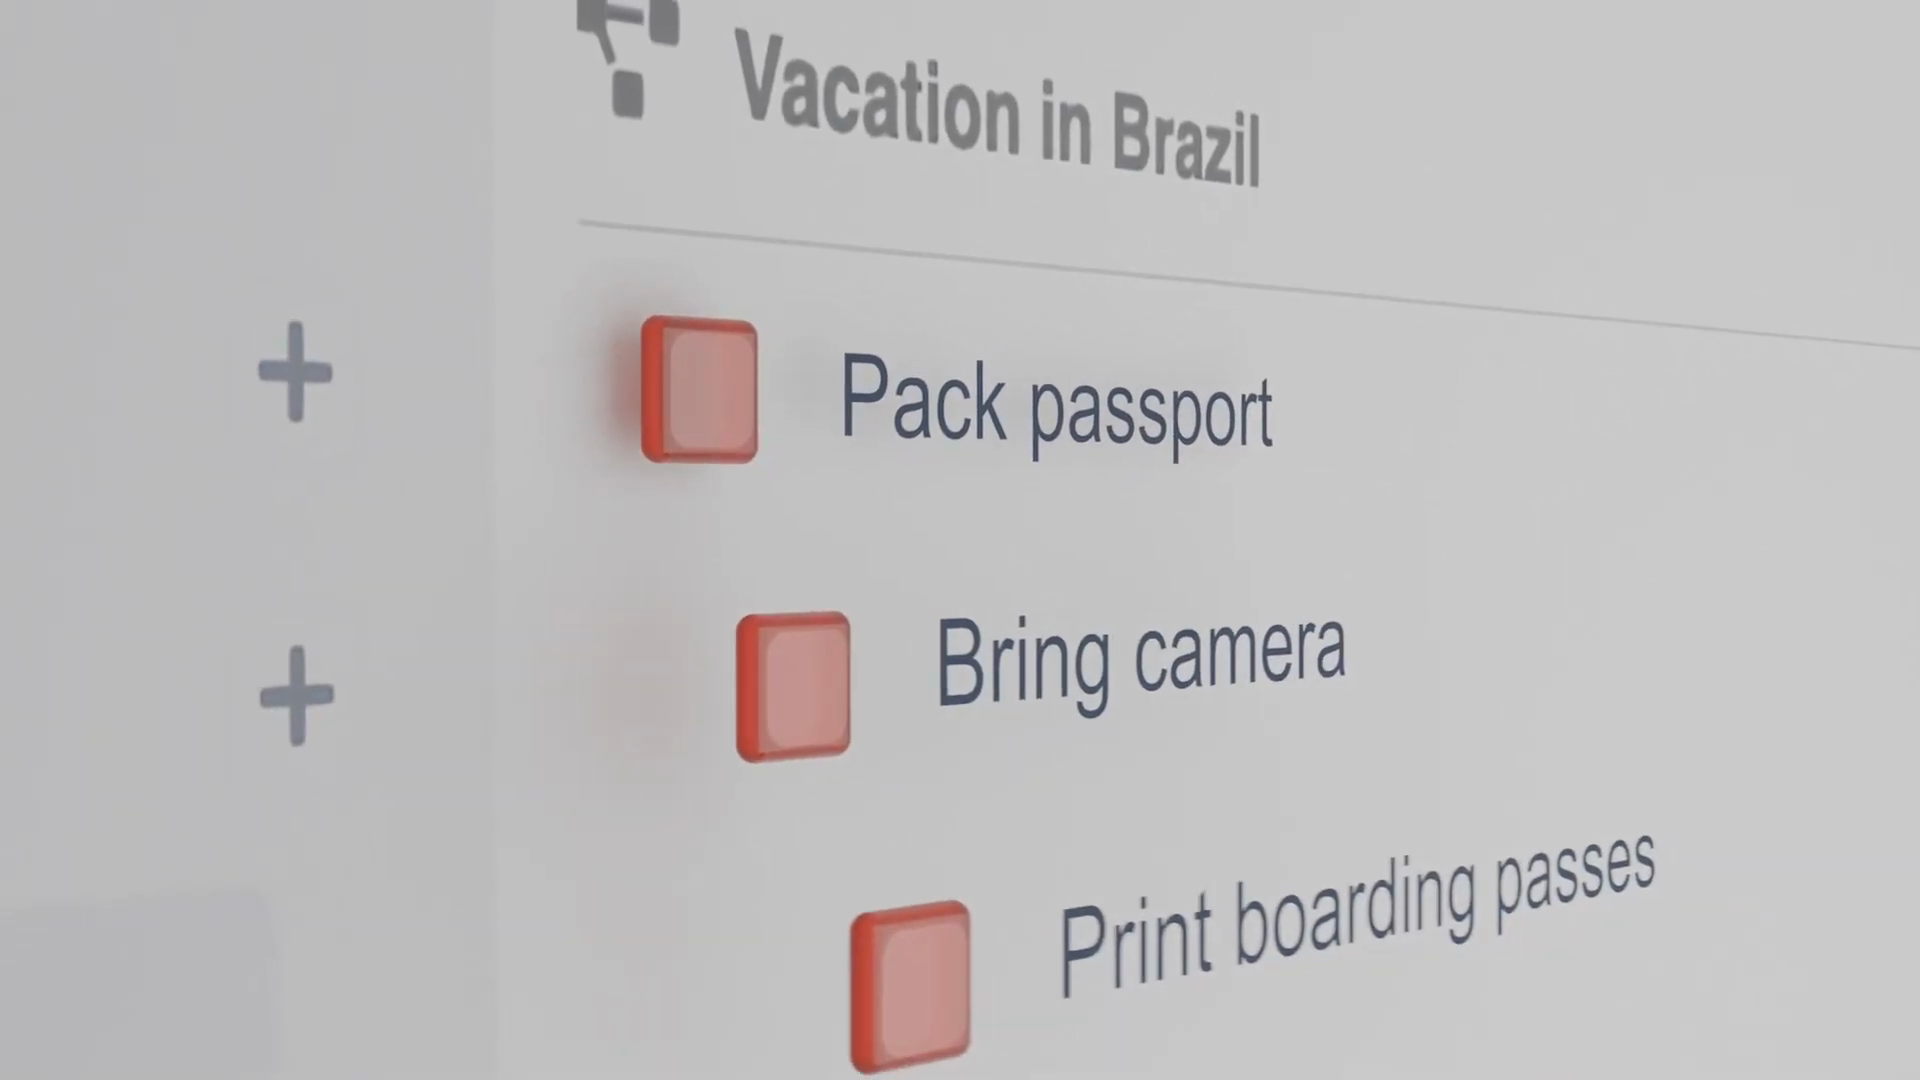 Vacation in Brazil
Pack passport
Bring camera
Print boarding passes